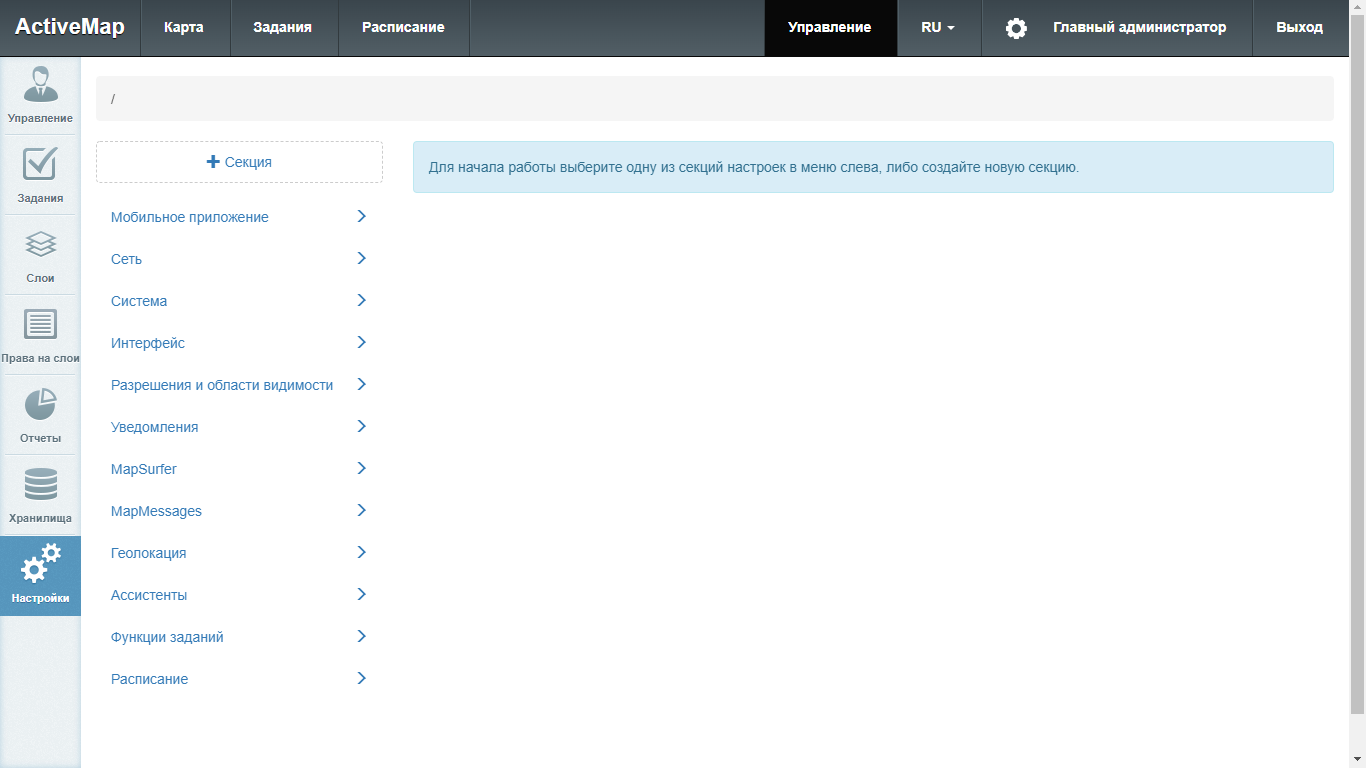 ActiveMap Карта Задания Расписание Управление RU Главный администратор Выход
Управление
Задания
Слои
Права на слои
Отчеты
Хранилища
Настройки
/
Секция
Мобильное приложение
Сеть
Система
Интерфейс
Разрешения и области видимости
Уведомления
MapSurfer
MapMessages
Геолокация
Ассистенты
Функции заданий
Расписание
Для начала работы выберите одну из секций настроек в меню слева, либо создайте новую секцию.